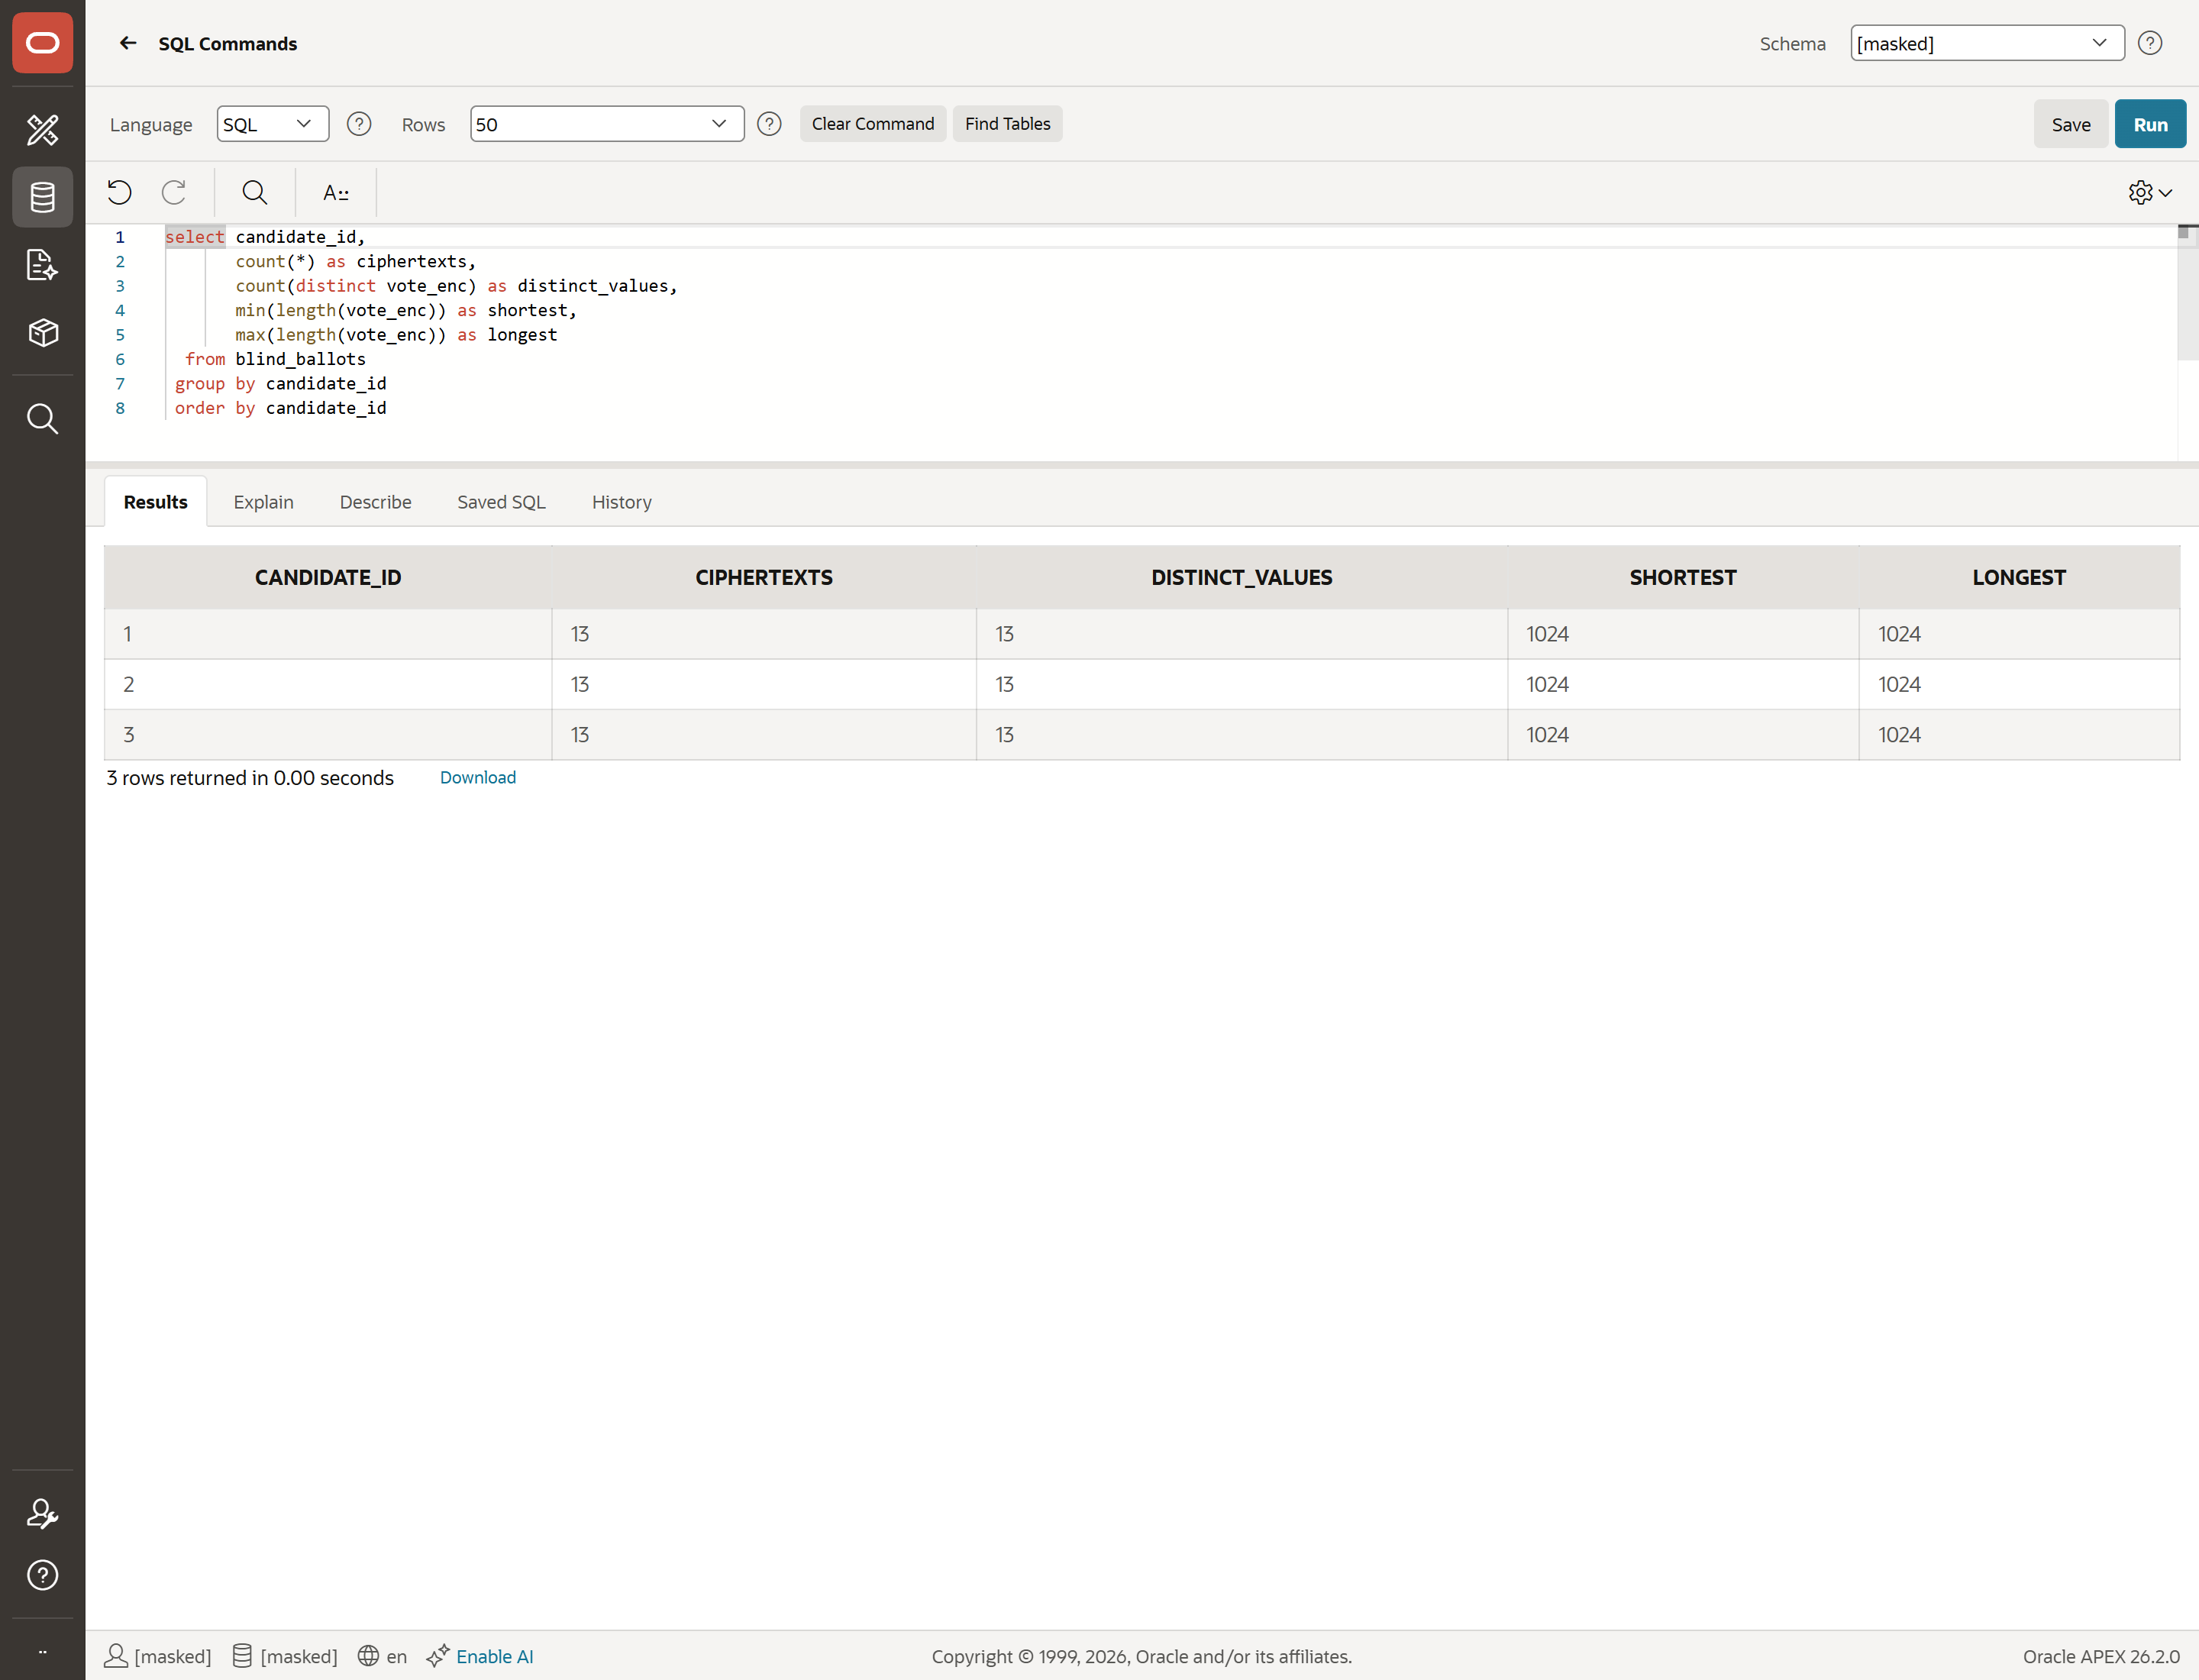 SQL Commands
Schema [masked]
Language SQL Rows 50 Clear Command Find Tables Save Run
A::
1 select candidate_id,
2 count(*) as ciphertexts,
3 count(distinct vote_enc) as distinct_values,
4 min(length(vote_enc)) as shortest,
5 max(length(vote_enc)) as longest
6 from blind_ballots
7 group by candidate_id
8 order by candidate_id
Results Explain Describe Saved SQL History
CANDIDATE_ID CIPHERTEXTS DISTINCT_VALUES SHORTEST LONGEST
1 13 13 1024 1024
2 13 13 1024 1024
3 13 13 1024 1024
3 rows returned in 0.00 seconds Download
[masked] [masked] en Enable AI Copyright © 1999, 2026, Oracle and/or its affiliates. Oracle APEX 26.2.0